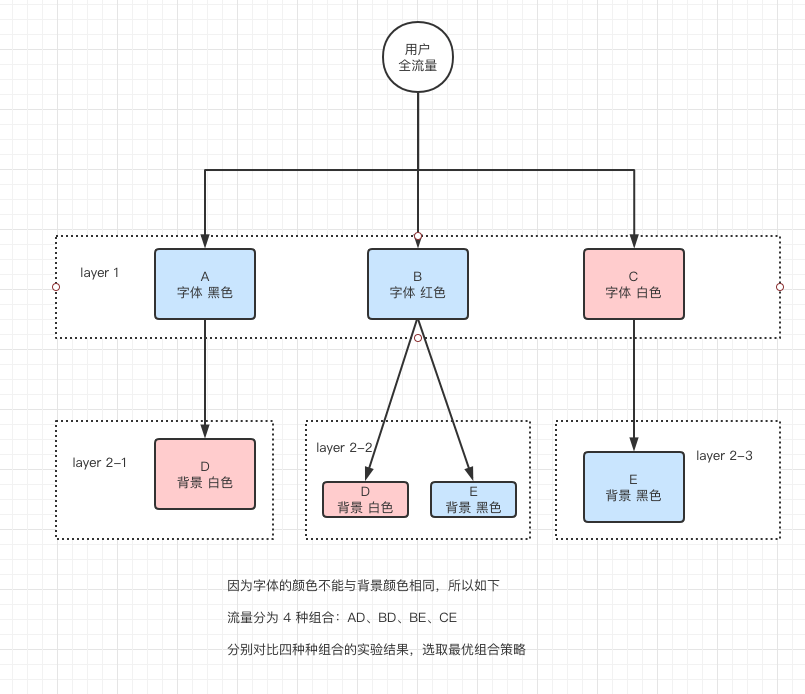 用户
全流量
layer 1
A
字体 黑色
B
字体 红色
C
字体 白色
layer 2-1
D
背景 白色
layer 2-2
D
背景 白色
E
背景 黑色
E
背景 黑色
layer 2-3
因为字体的颜色不能与背景颜色相同，所以如下
流量分为 4 种组合：AD、BD、BE、CE
分别对比四种种组合的实验结果，选取最优组合策略